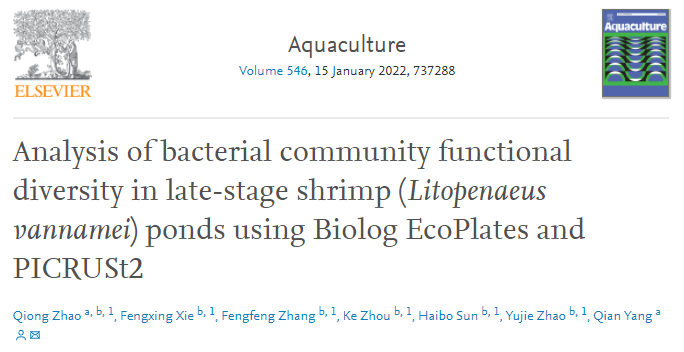 ELSEVIER
Aquaculture
Volume 546, 15 January 2022, 737288
Aquaculture
Analysis of bacterial community functional
diversity in late-stage shrimp (Litopenaeus
vannamei) ponds using Biolog EcoPlates and
PICRUSt2
Qiong Zhao a, b, 1, Fengxing Xie b, 1, Fengfeng Zhang b, 1, Ke Zhou b, 1, Haibo Sun b, 1, Yujie Zhao b, 1, Qian Yang a